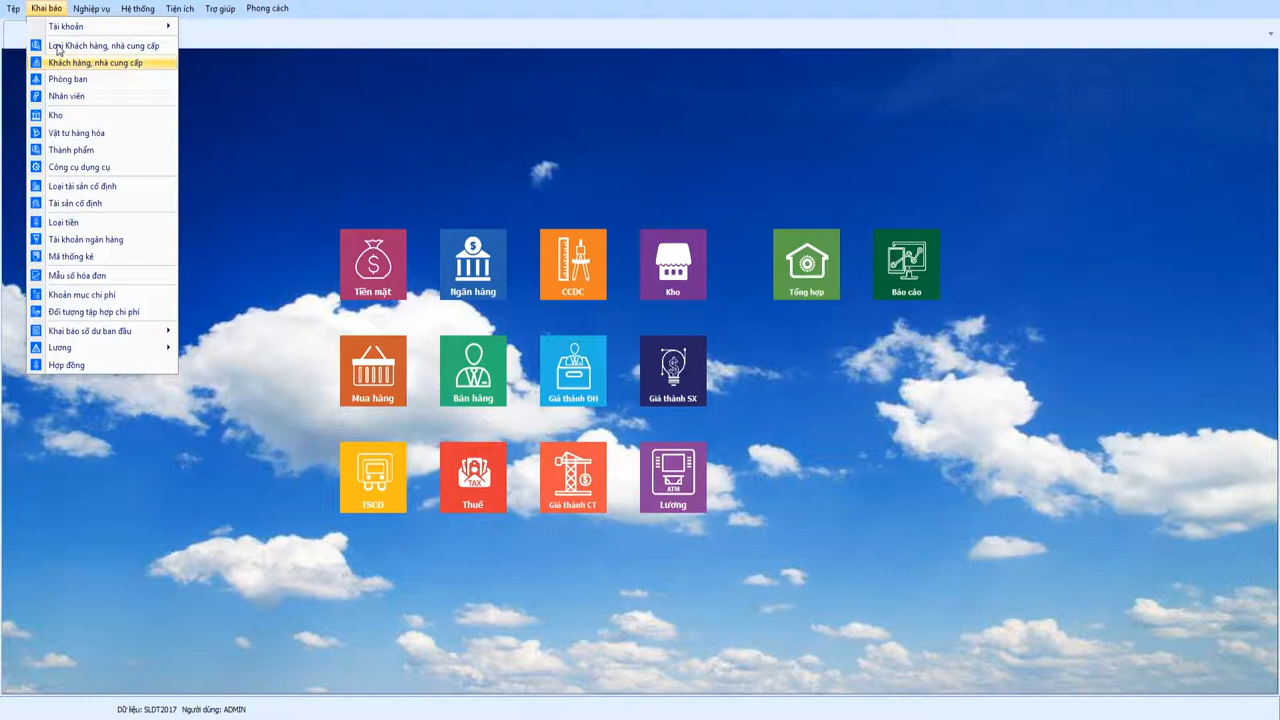 Tệp Khai báo Nghiệp vụ Hệ thống Tiện ích Trợ giúp Phong cách
Tài khoản
Loại Khách hàng, nhà cung cấp
Khách hàng, nhà cung cấp
Phòng ban
Nhân viên
Kho
Vật tư hàng hóa
Thành phẩm
Công cụ dụng cụ
Loại tài sản cố định
Tài sản cố định
Loại tiền
Tài khoản ngân hàng
Mã thống kê
Mẫu số hóa đơn
Khoản mục chi phí
Đối tượng tập hợp chi phí
Khai báo số dư ban đầu
Lương
Hợp đồng
$ $
Tiền mặt Ngân hàng CCDC Kho Tổng hợp Báo cáo
$
Mua hàng Bán hàng Giá thành ĐH Giá thành SX
TAX $ ATM
TSCĐ Thuế Giá thành CT Lương
Dữ liệu: SLDT2017 Người dùng: ADMIN